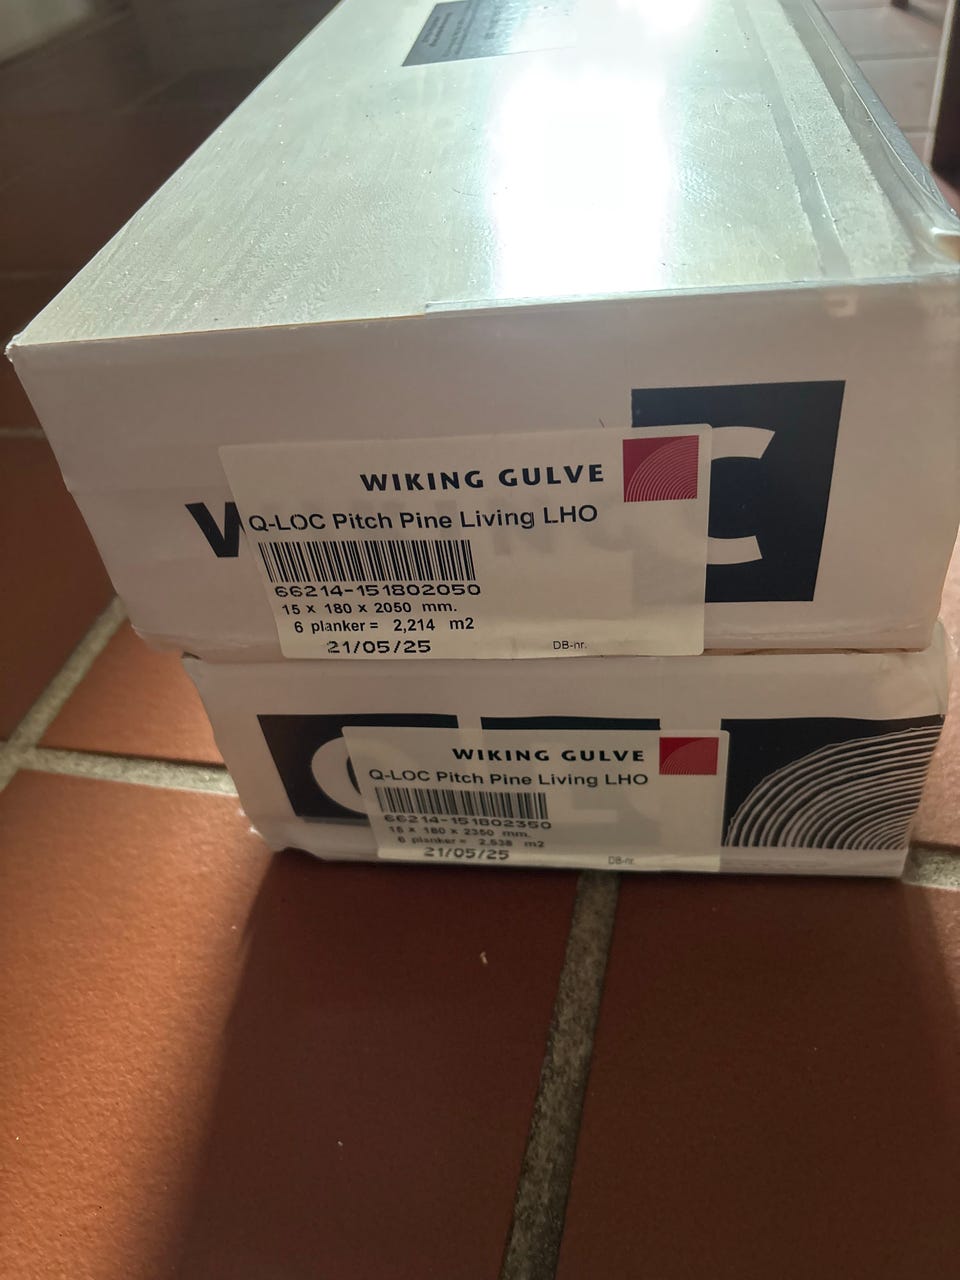 WIKING GULVE
Q-LOC Pitch Pine Living LHO
66214-151802050
15 x 180 x 2050 mm.
6 planker = 2,214 m2
21/05/25
DB-nr.
WIKING GULVE
Q-LOC Pitch Pine Living LHO
66214-151802350
15 x 180 x 2350 mm.
6 planker = 2,538 m2
21/05/25
DB-nr.